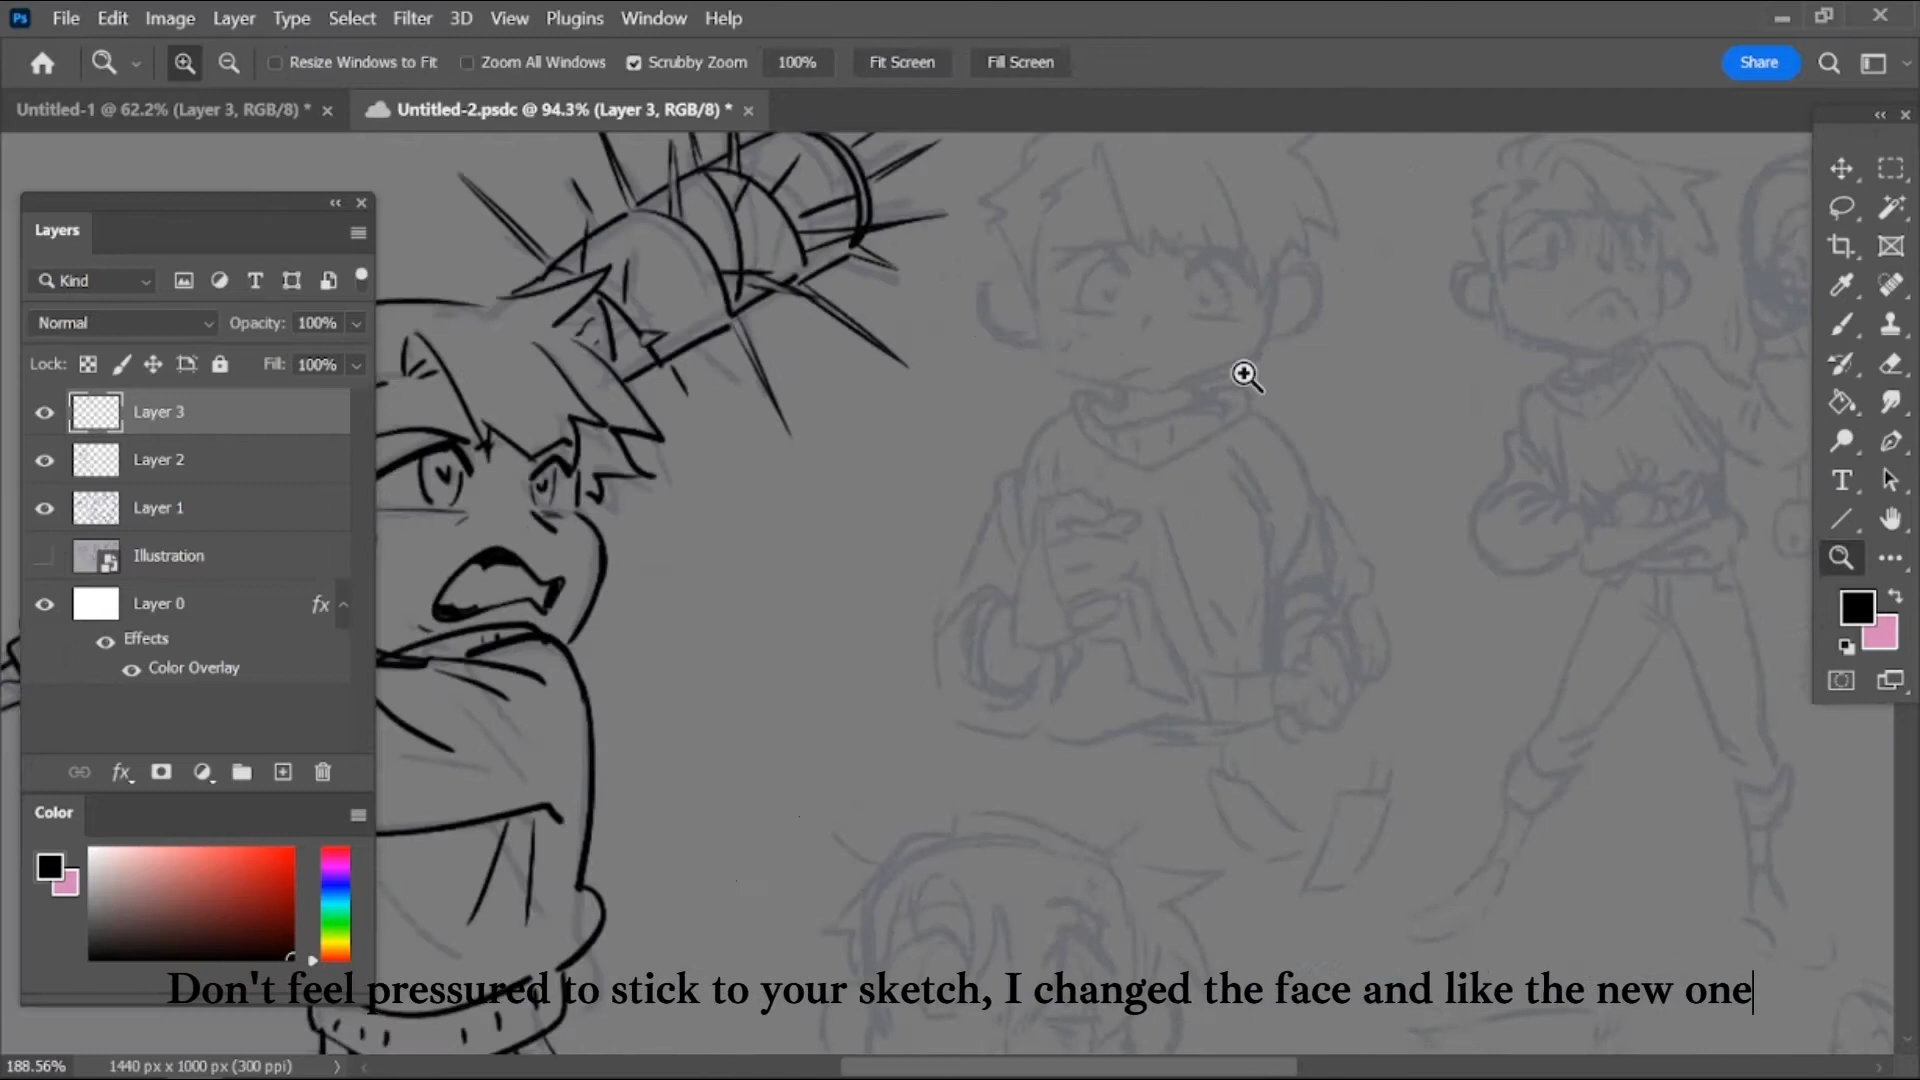 Ps File Edit Image Layer Type Select Filter 3D View Plugins Window Help
Resize Windows to Fit Zoom All Windows Scrubby Zoom 100% Fit Screen Fill Screen Share
Untitled-1 @ 62.2% (Layer 3, RGB/8) * Untitled-2.psdc @ 94.3% (Layer 3, RGB/8) *
Layers
Kind
Normal Opacity: 100%
Lock: Fill: 100%
Layer 3
Layer 2
Layer 1
Illustration
Layer 0 fx
Effects
Color Overlay
fx
Color
Don't feel pressured to stick to your sketch, I changed the face and like the new one
188.56% 1440 px x 1000 px (300 ppi)